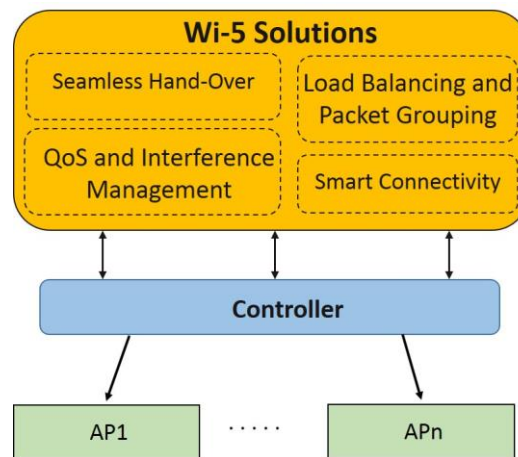 Wi-5 Solutions
Seamless Hand-Over
Load Balancing and
Packet Grouping
QoS and Interference
Management
Smart Connectivity
Controller
AP1
. . . . .
APn